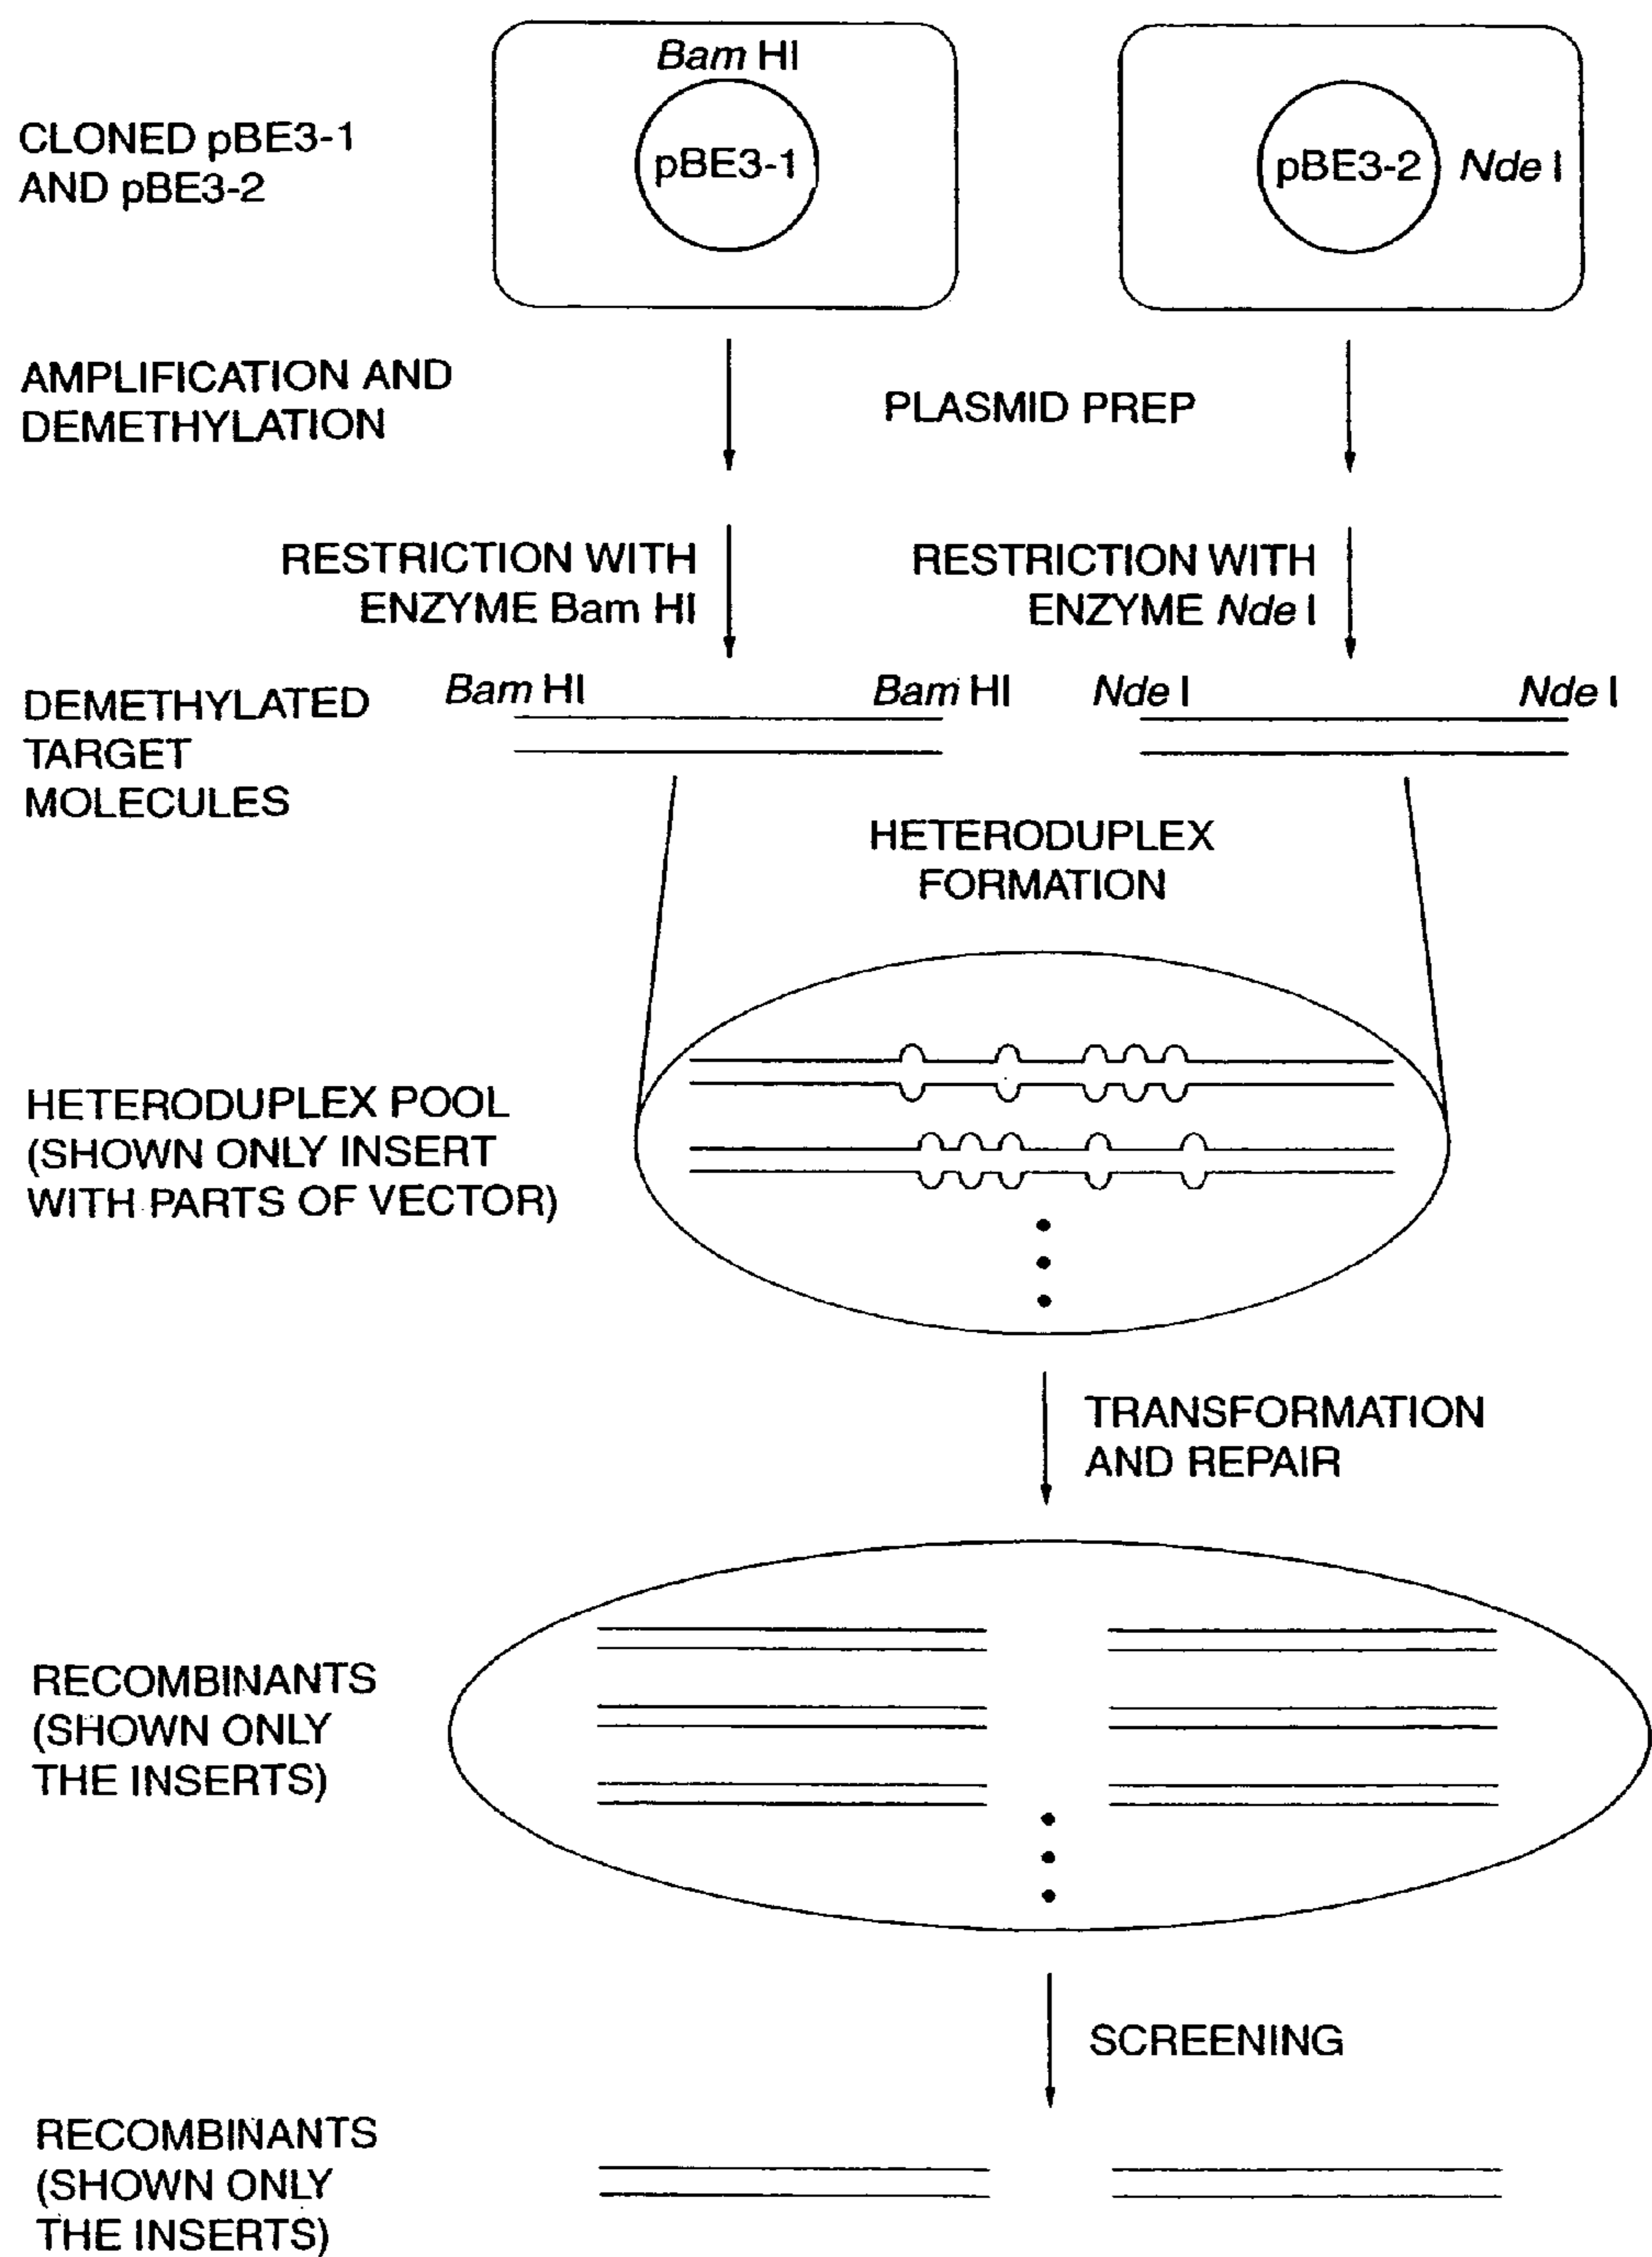 Bam HI
CLONED pBE3-1
AND pBE3-2
pBE3-1
pBE3-2
Nde I
AMPLIFICATION AND
DEMETHYLATION
PLASMID PREP
RESTRICTION WITH
ENZYME Bam HI
RESTRICTION WITH
ENZYME Nde I
DEMETHYLATED
TARGET
MOLECULES
Bam HI
Bam HI
Nde I
Nde I
HETERODUPLEX
FORMATION
HETERODUPLEX POOL
(SHOWN ONLY INSERT
WITH PARTS OF VECTOR)
TRANSFORMATION
AND REPAIR
RECOMBINANTS
(SHOWN ONLY
THE INSERTS)
SCREENING
RECOMBINANTS
(SHOWN ONLY
THE INSERTS)